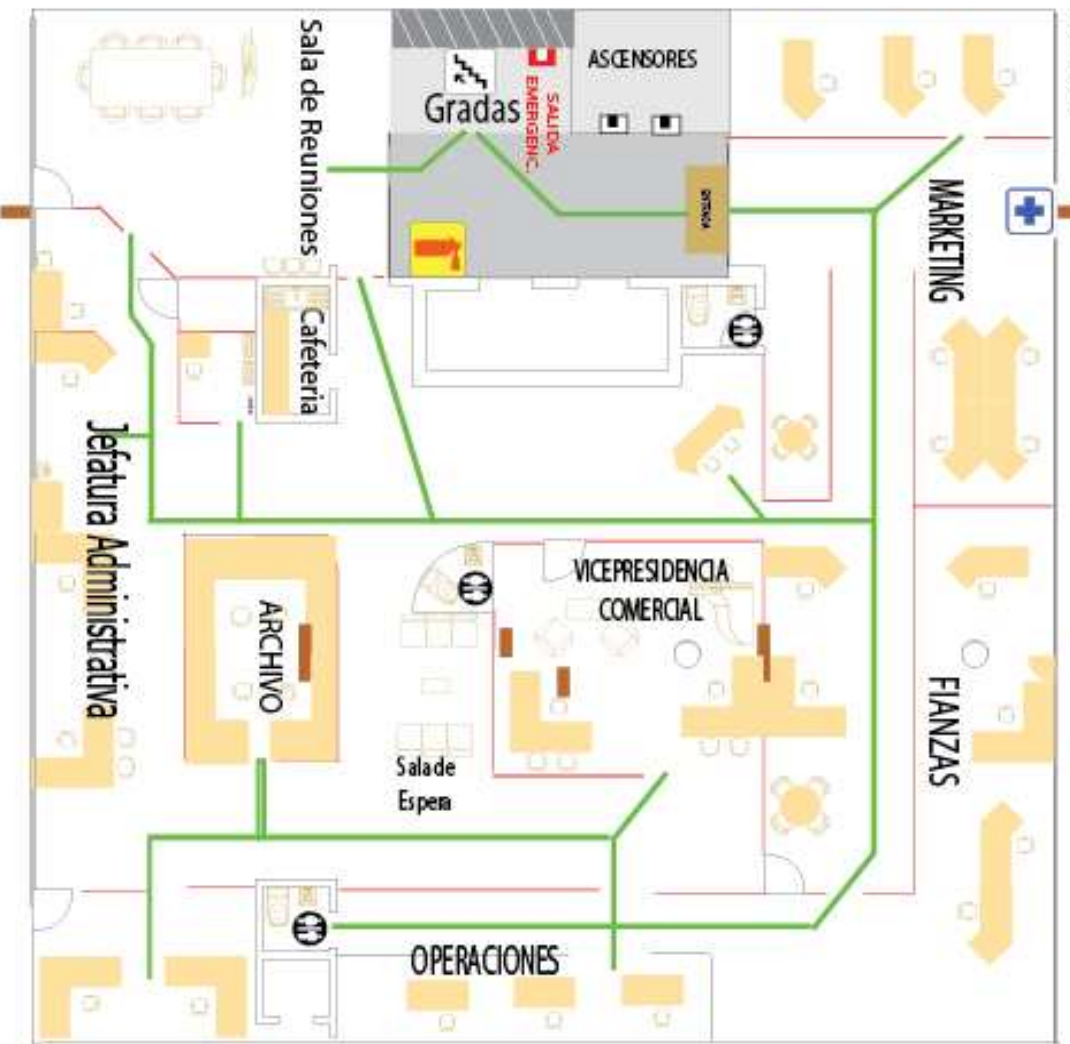 ASCENSORES
SALIDA
EMERGENC.
Gradas
Sala de Reuniones
ENTRADA
MARKETING
Cafeteria
Jefatura Administrativa
VICEPRESIDENCIA
COMERCIAL
ARCHIVO
FIANZAS
Sala de
Espera
OPERACIONES